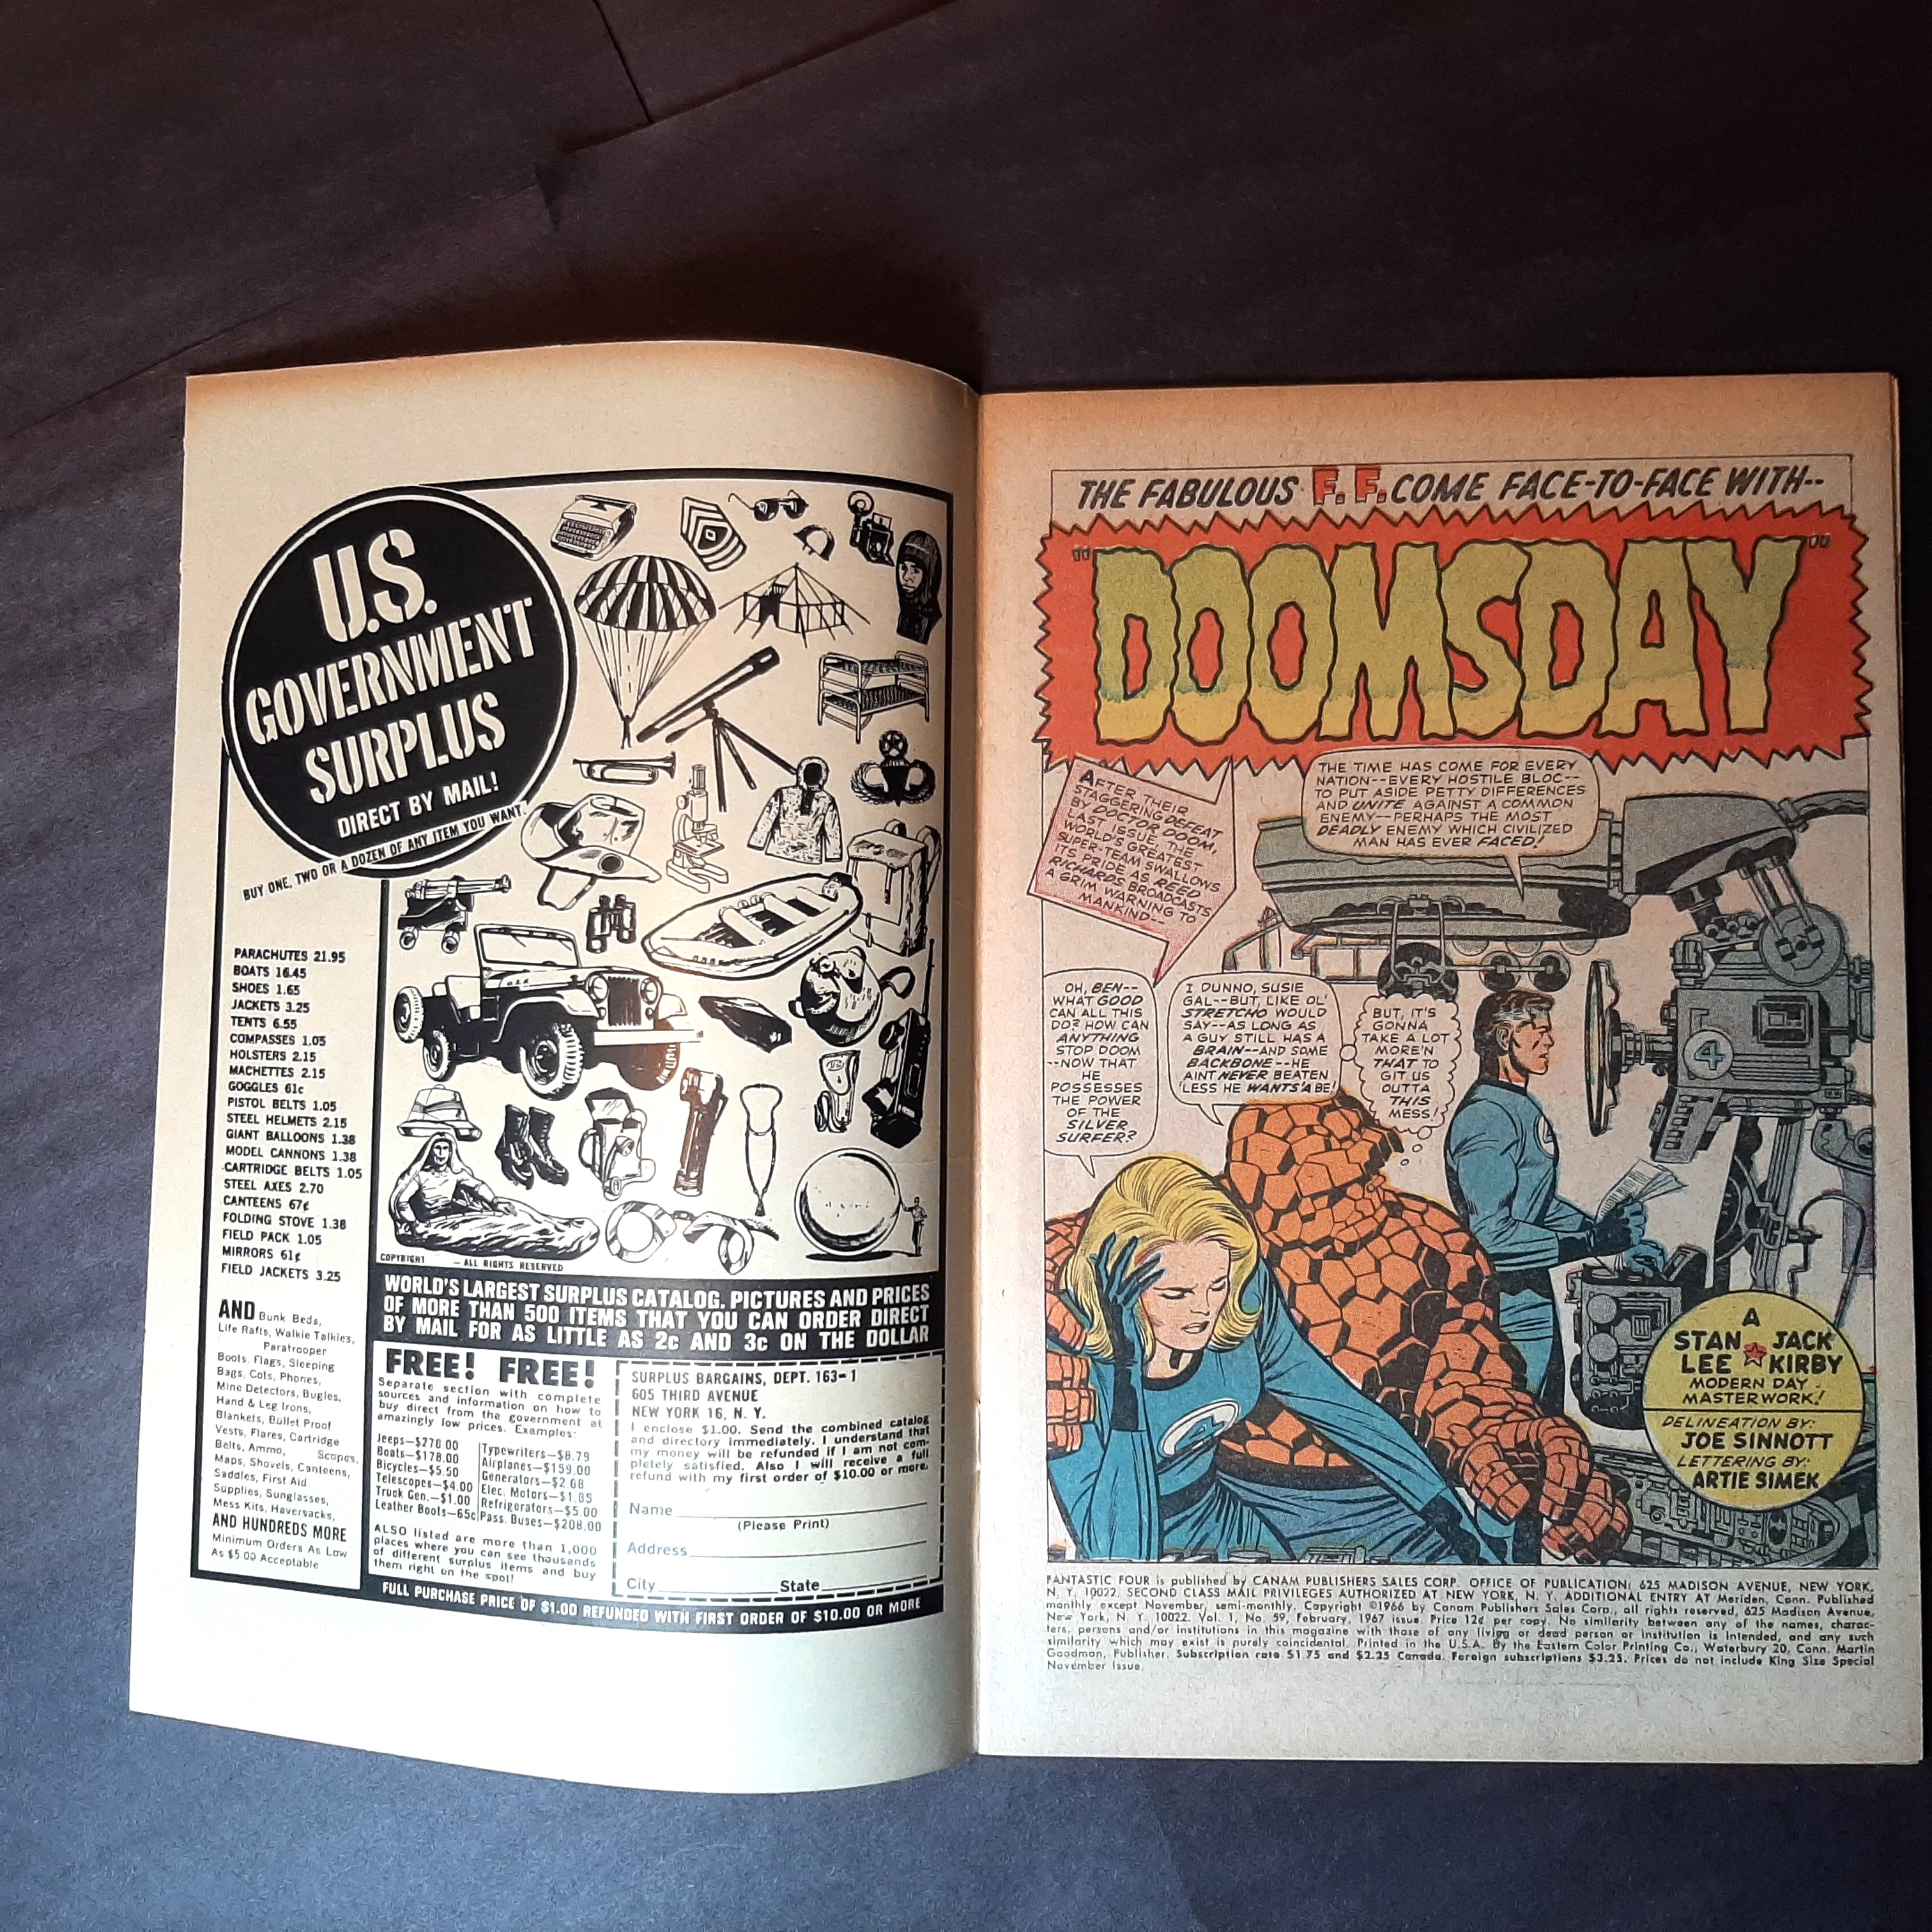 U.S.
GOVERNMENT
SURPLUS
DIRECT BY MAIL!
BUY ONE, TWO OR A DOZEN OF ANY ITEM YOU WANT.
PARACHUTES 21.95
BOATS 16.45
SHOES 1.65
JACKETS 3.25
TENTS 6.55
COMPASSES 1.05
HOLSTERS 2.15
MACHETTES 2.15
GOGGLES 61c
PISTOL BELTS 1.05
STEEL HELMETS 2.15
GIANT BALLOONS 1.38
MODEL CANNONS 1.38
CARTRIDGE BELTS 1.05
STEEL AXES 2.70
CANTEENS 67¢
FOLDING STOVE 1.38
FIELD PACK 1.05
MIRRORS 61¢
FIELD JACKETS 3.25
AND Bunk Beds,
Life Rafts, Walkie Talkies,
Paratrooper
Boots, Flags, Sleeping
Bags, Cots, Phones,
Mine Detectors, Bugles,
Hand & Leg Irons,
Blankets, Bullet Proof
Vests, Flares, Cartridge
Belts, Ammo, Scopes,
Maps, Shovels, Canteens,
Saddles, First Aid
Supplies, Sunglasses,
Mess Kits, Haversacks,
AND HUNDREDS MORE
Minimum Orders As Low
As $5.00 Acceptable
COPYRIGHT — ALL RIGHTS RESERVED
WORLD'S LARGEST SURPLUS CATALOG. PICTURES AND PRICES
OF MORE THAN 500 ITEMS THAT YOU CAN ORDER DIRECT
BY MAIL FOR AS LITTLE AS 2c AND 3c ON THE DOLLAR
FREE! FREE!
Separate section with complete
sources and information on how to
buy direct from the government at
amazingly low prices. Examples:
Jeeps—$278.00
Boats—$178.00
Bicycles—$5.50
Telescopes—$4.00
Truck Gen.—$1.00
Leather Boots—65c
Typewriters—$8.79
Airplanes—$159.00
Generators—$2.68
Elec. Motors—$1.85
Refrigerators—$5.00
Pass. Buses—$208.00
ALSO listed are more than 1,000
places where you can see thousands
of different surplus items and buy
them right on the spot!
SURPLUS BARGAINS, DEPT. 163-1
605 THIRD AVENUE
NEW YORK 16, N. Y.
I enclose $1.00. Send the combined catalog
and directory immediately. I understand that
my money will be refunded if I am not com-
pletely satisfied. Also I will receive a full
refund with my first order of $10.00 or more.
Name
(Please Print)
Address
City State
FULL PURCHASE PRICE OF $1.00 REFUNDED WITH FIRST ORDER OF $10.00 OR MORE
THE FABULOUS F.F. COME FACE-TO-FACE WITH--
"DOOMSDAY"
AFTER THEIR
STAGGERING DEFEAT
BY DOCTOR DOOM,
LAST ISSUE, THE
WORLD'S GREATEST
SUPER-TEAM SWALLOWS
ITS PRIDE AS REED
RICHARDS BROADCASTS
A GRIM WARNING TO
MANKIND--
THE TIME HAS COME FOR EVERY
NATION--EVERY HOSTILE BLOC--
TO PUT ASIDE PETTY DIFFERENCES
AND UNITE AGAINST A COMMON
ENEMY--PERHAPS THE MOST
DEADLY ENEMY WHICH CIVILIZED
MAN HAS EVER FACED!
OH, BEN--
WHAT GOOD
CAN ALL THIS
DO? HOW CAN
ANYTHING
STOP DOOM
--NOW THAT
HE
POSSESSES
THE POWER
OF THE
SILVER
SURFER?
I DUNNO, SUSIE
GAL--BUT, LIKE OL'
STRETCHO WOULD
SAY--AS LONG AS
A GUY STILL HAS A
BRAIN--AND SOME
BACKBONE--HE
AINT NEVER BEATEN
'LESS HE WANTS'A BE!
BUT, IT'S
GONNA
TAKE A LOT
MORE'N
THAT TO
GIT US
OUTTA
THIS
MESS!
4
A
STAN LEE ★ JACK KIRBY
MODERN DAY
MASTERWORK!
DELINEATION BY:
JOE SINNOTT
LETTERING BY:
ARTIE SIMEK
FANTASTIC FOUR is published by CANAM PUBLISHERS SALES CORP. OFFICE OF PUBLICATION: 625 MADISON AVENUE, NEW YORK,
N. Y. 10022. SECOND CLASS MAIL PRIVILEGES AUTHORIZED AT NEW YORK, N. Y. ADDITIONAL ENTRY AT Meriden, Conn. Published
monthly except November, semi-monthly. Copyright ©1966 by Canam Publishers Sales Corp., all rights reserved, 625 Madison Avenue,
New York, N. Y. 10022. Vol. 1, No. 59, February, 1967 issue. Price 12¢ per copy. No similarity between any of the names, charac-
ters, persons and/or institutions in this magazine with those of any living or dead person or institution is intended, and any such
similarity which may exist is purely coincidental. Printed in the U.S.A. By the Eastern Color Printing Co., Waterbury 20, Conn. Martin
Goodman, Publisher. Subscription rate $1.75 and $2.25 Canada. Foreign subscriptions $3.25. Prices do not include King Size Special
November Issue.